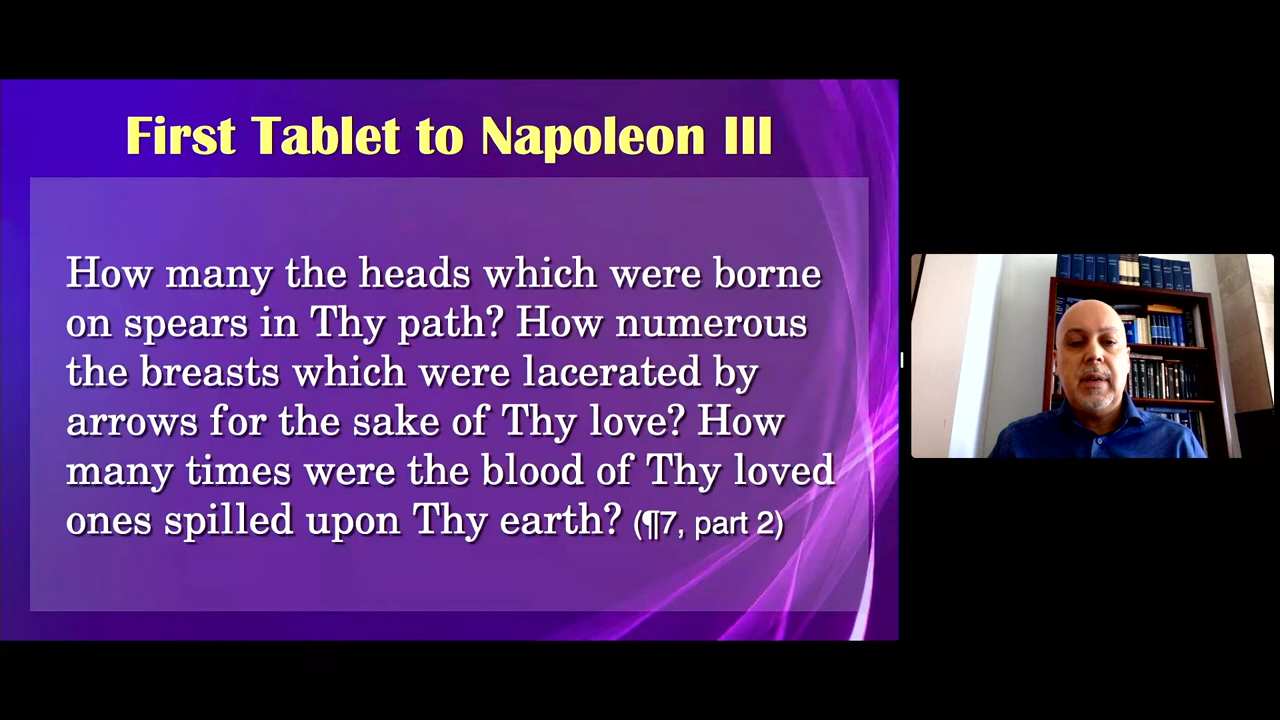 First Tablet to Napoleon III
How many the heads which were borne
on spears in Thy path? How numerous
the breasts which were lacerated by
arrows for the sake of Thy love? How
many times were the blood of Thy loved
ones spilled upon Thy earth? (¶7, part 2)